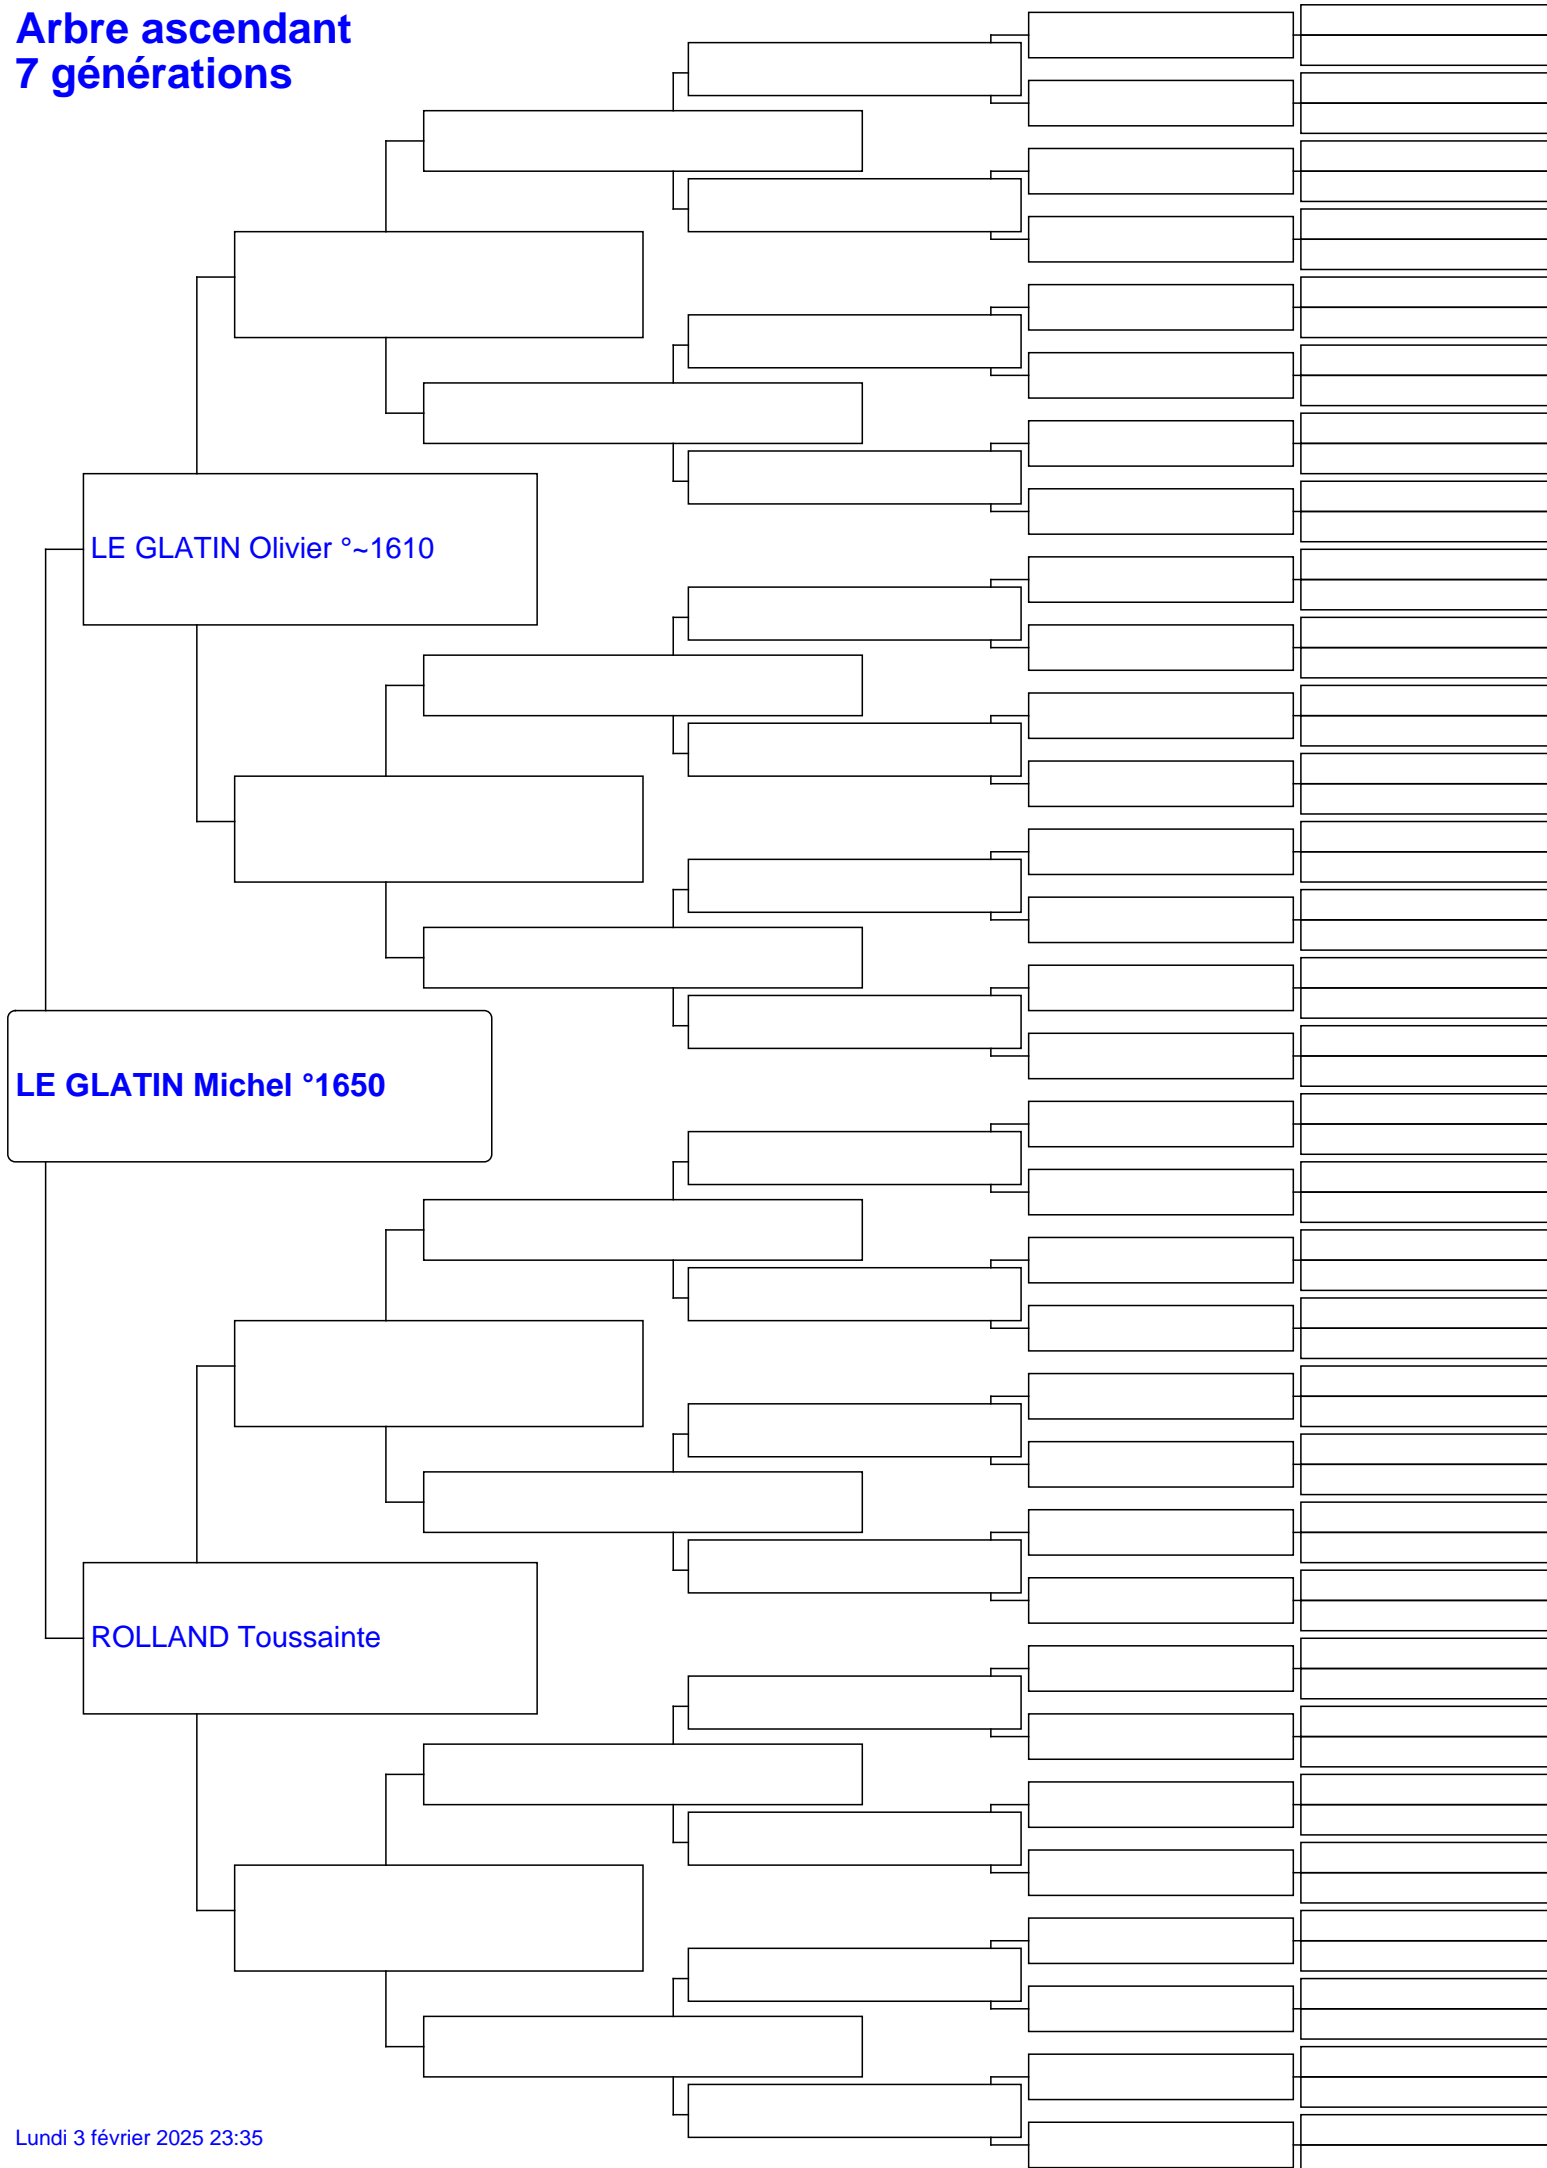 Arbre ascendant
7 générations
LE GLATIN Olivier °~1610
LE GLATIN Michel °1650
ROLLAND Toussainte
Lundi 3 février 2025 23:35